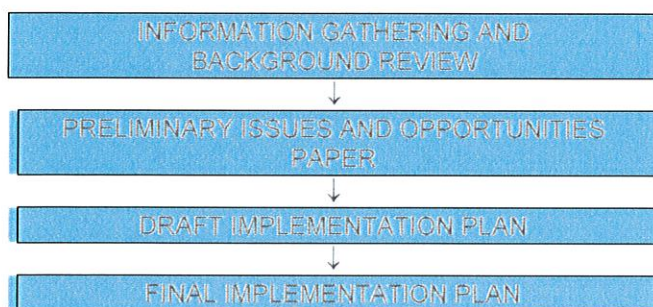 INFORMATION GATHERING AND
BACKGROUND REVIEW
PRELIMINARY ISSUES AND OPPORTUNITIES
PAPER
DRAFT IMPLEMENTATION PLAN
FINAL IMPLEMENTATION PLAN